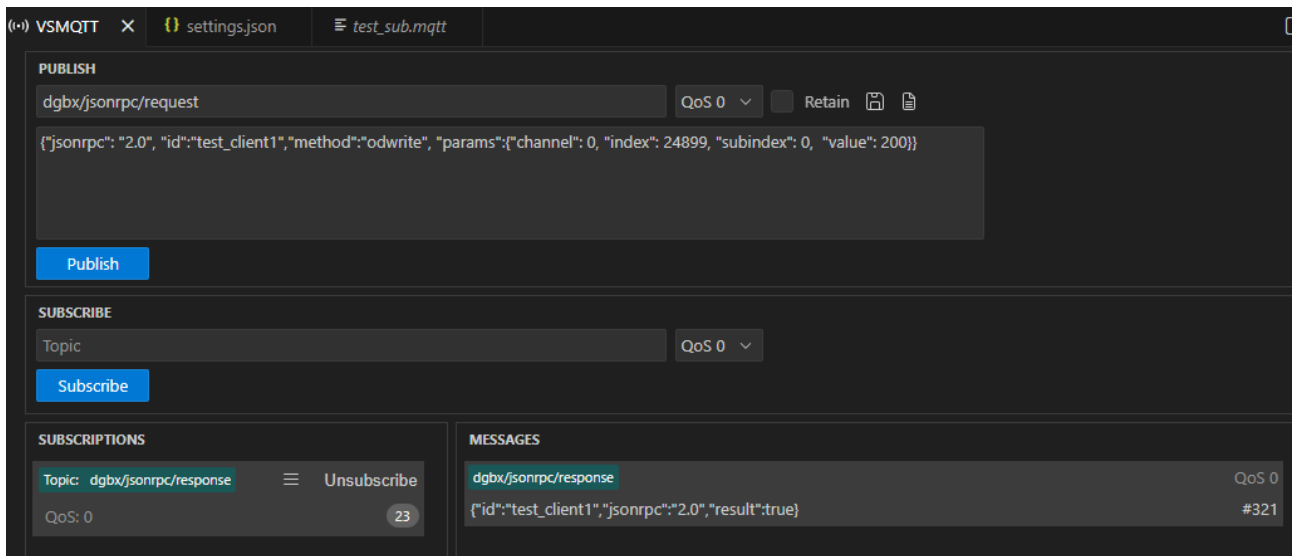 VSMQTT
{} settings.json
test_sub.mqtt
PUBLISH
dgbx/jsonrpc/request
QoS 0
Retain
{"jsonrpc": "2.0", "id":"test_client1","method":"odwrite", "params":{"channel": 0, "index": 24899, "subindex": 0,  "value": 200}}
Publish
SUBSCRIBE
Topic
QoS 0
Subscribe
SUBSCRIPTIONS
Topic: dgbx/jsonrpc/response
Unsubscribe
QoS: 0
23
MESSAGES
dgbx/jsonrpc/response
QoS 0
{"id":"test_client1","jsonrpc":"2.0","result":true}
#321